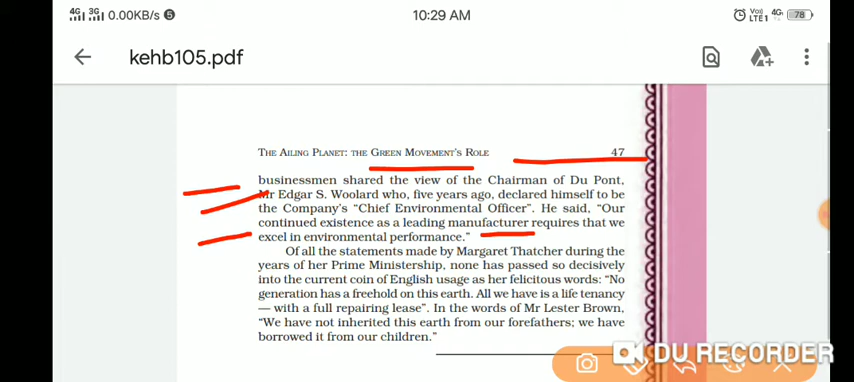 4G 3G 0.00KB/s 5 10:29 AM Vo) LTE1 4G 78
kehb105.pdf
THE AILING PLANET: THE GREEN MOVEMENT'S ROLE 47
businessmen shared the view of the Chairman of Du Pont,
Mr Edgar S. Woolard who, five years ago, declared himself to be
the Company's “Chief Environmental Officer”. He said, “Our
continued existence as a leading manufacturer requires that we
excel in environmental performance.”
Of all the statements made by Margaret Thatcher during the
years of her Prime Ministership, none has passed so decisively
into the current coin of English usage as her felicitous words: “No
generation has a freehold on this earth. All we have is a life tenancy
— with a full repairing lease”. In the words of Mr Lester Brown,
“We have not inherited this earth from our forefathers; we have
borrowed it from our children.”
DU RECORDER